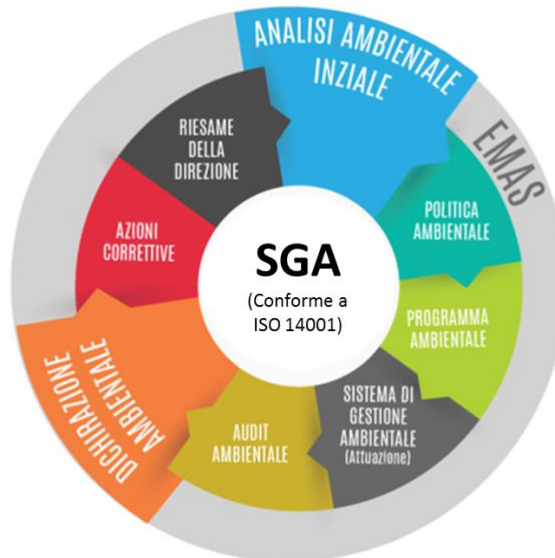 ANALISI AMBIENTALE
INZIALE
EMAS
POLITICA
AMBIENTALE
PROGRAMMA
AMBIENTALE
SISTEMA DI
GESTIONE
AMBIENTALE
(Attuazione)
AUDIT
AMBIENTALE
DICHIRAZIONE
AMBIENTALE
AZIONI
CORRETTIVE
RIESAME
DELLA
DIREZIONE
SGA
(Conforme a
ISO 14001)